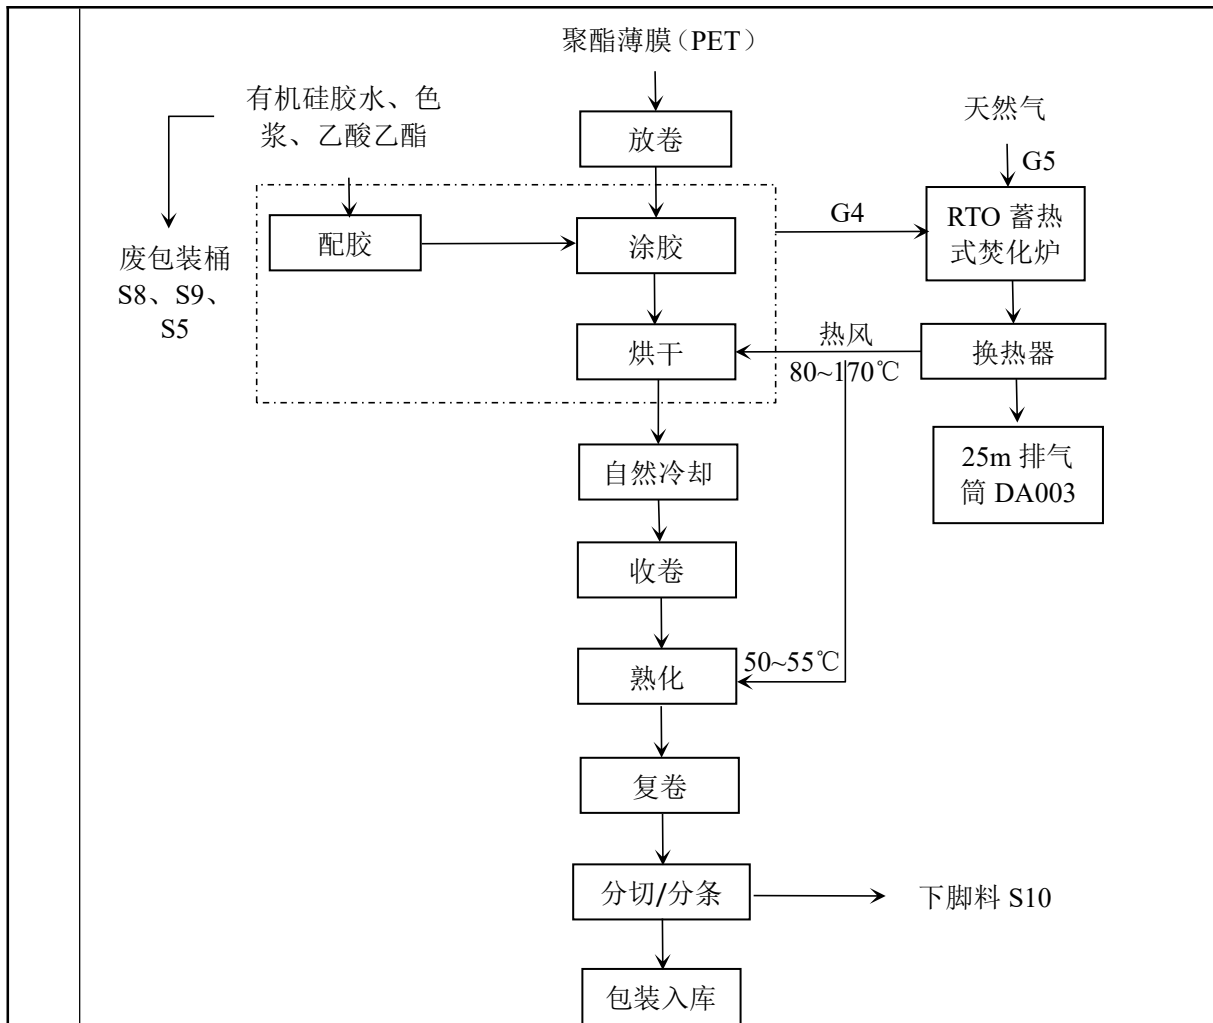 聚酯薄膜（PET）
有机硅胶水、色
浆、乙酸乙酯
天然气
放卷
G5
G4
RTO 蓄热
式焚化炉
配胶
涂胶
废包装桶
S8、S9、
S5
热风
80~170℃
烘干
换热器
25m 排气
筒 DA003
自然冷却
收卷
50~55℃
熟化
复卷
分切/分条
下脚料 S10
包装入库